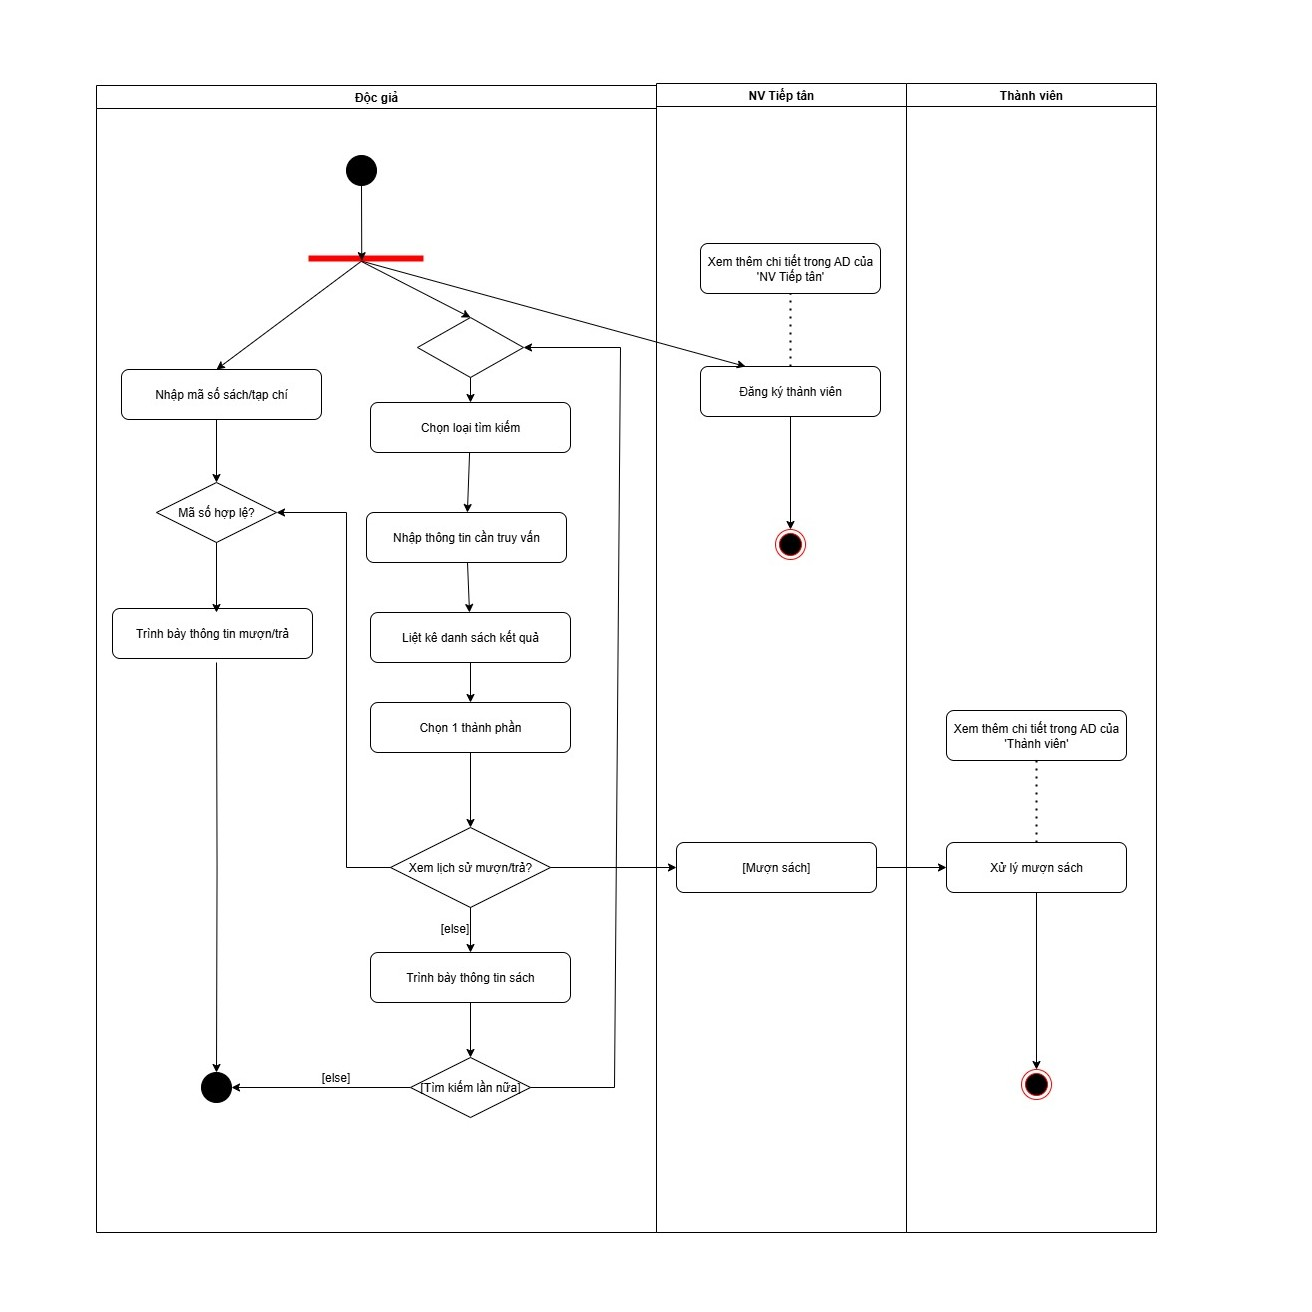 Độc giả
NV Tiếp tân
Thành viên
Xem thêm chi tiết trong AD của
'NV Tiếp tân'
Nhập mã số sách/tạp chí
Đăng ký thành viên
Chọn loại tìm kiếm
Mã số hợp lệ?
Nhập thông tin cần truy vấn
Trình bảy thông tin mượn/trả
Liệt kê danh sách kết quả
Chọn 1 thành phần
Xem thêm chi tiết trong AD của
'Thành viên'
Xem lịch sử mượn/trả?
[Mượn sách]
Xử lý mượn sách
[else]
Trình bảy thông tin sách
[else]
[Tìm kiếm lần nữa]